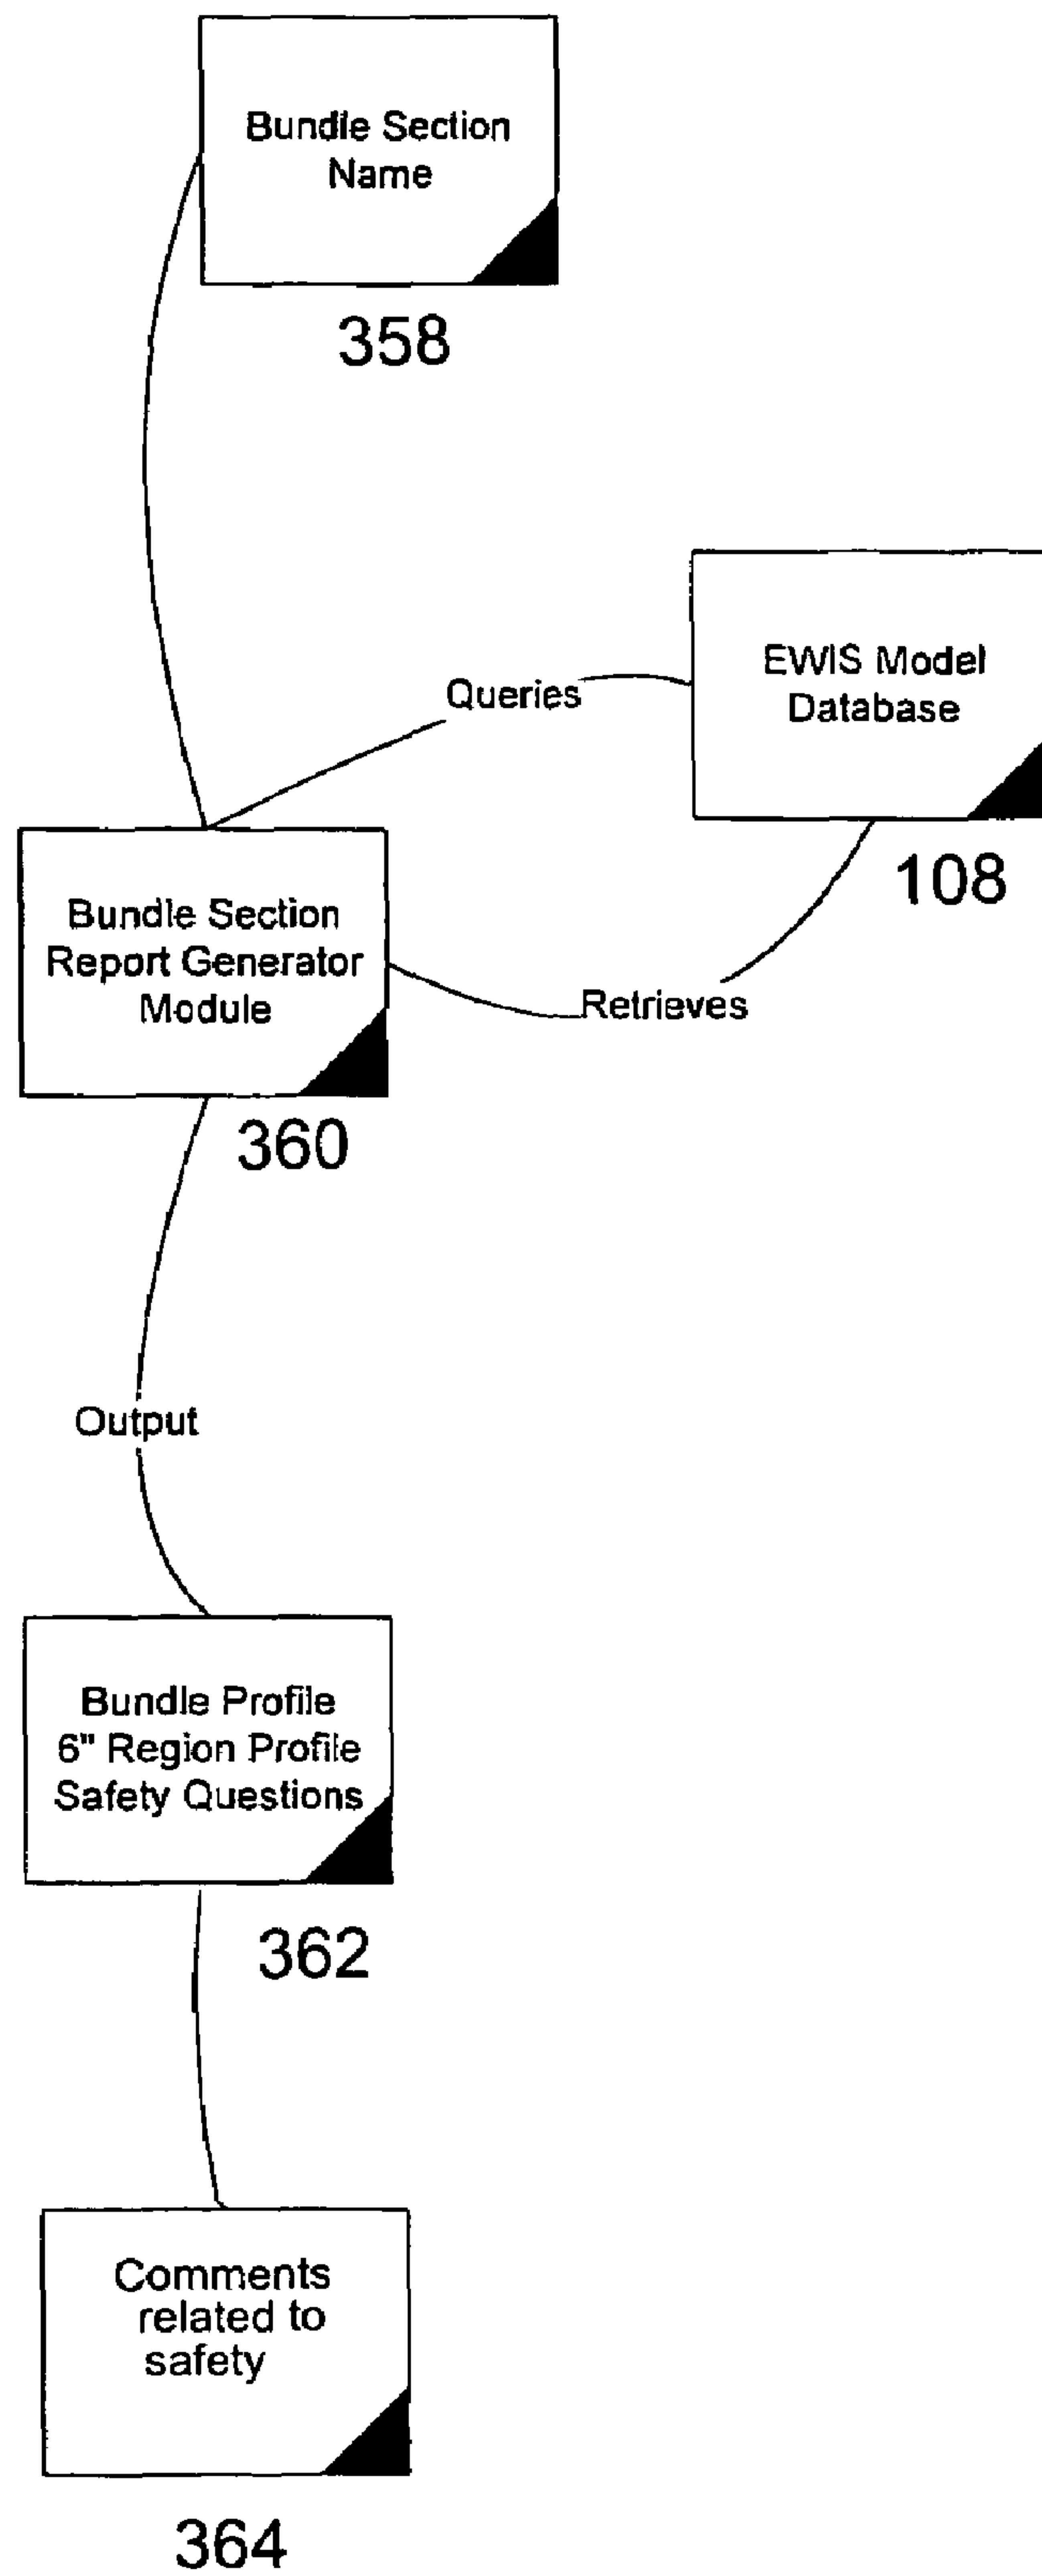 Bundle Section
Name
358
EWIS Model
Database
108
Queries
Bundle Section
Report Generator
Module
360
Retrieves
Output
Bundle Profile
6" Region Profile
Safety Questions
362
Comments
related to
safety
364